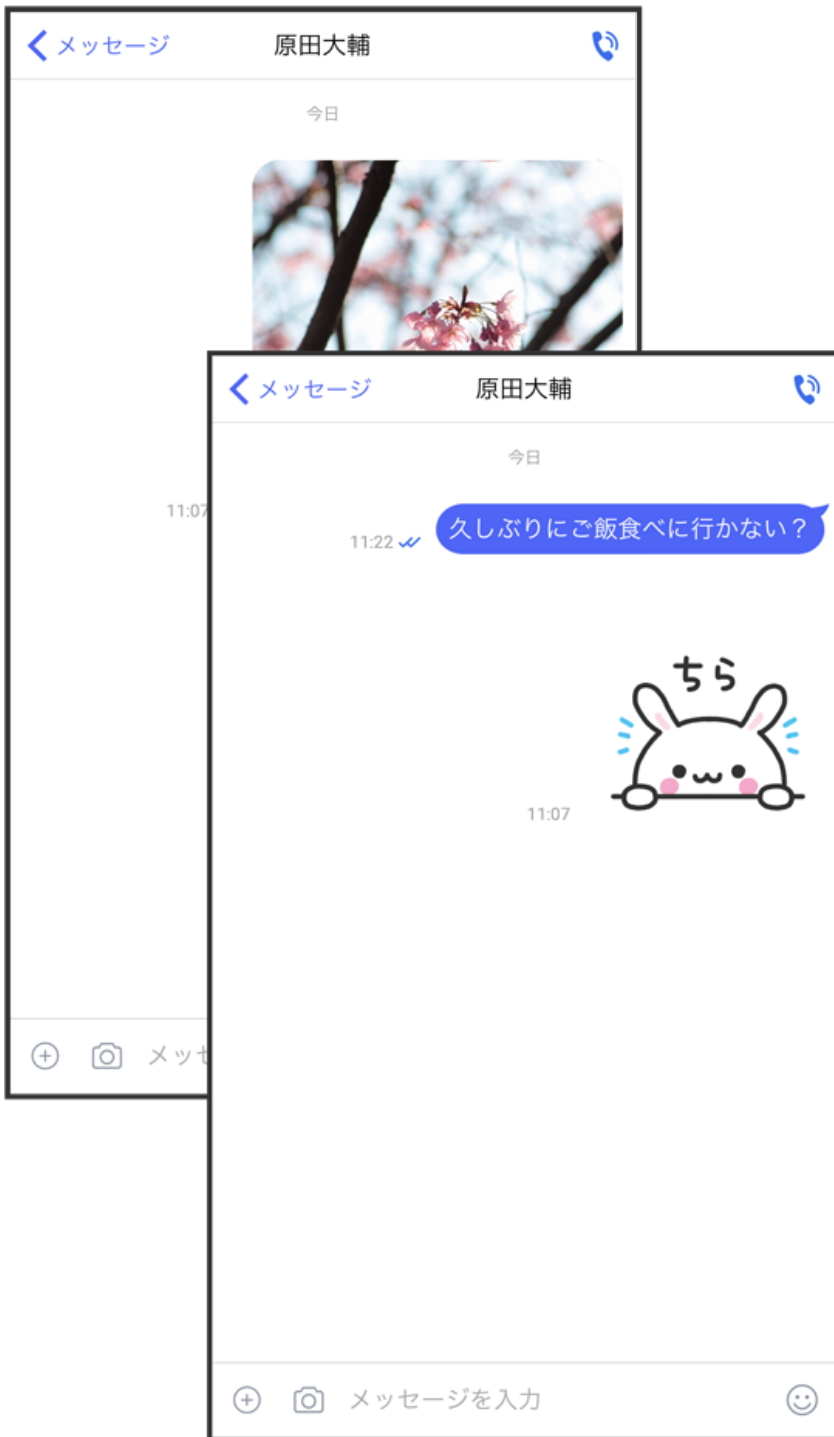 メッセージ
原田大輔
今日
11:07
メッセ
メッセージ
原田大輔
今日
久しぶりにご飯食べに行かない？
11:22
ちら
11:07
メッセージを入力